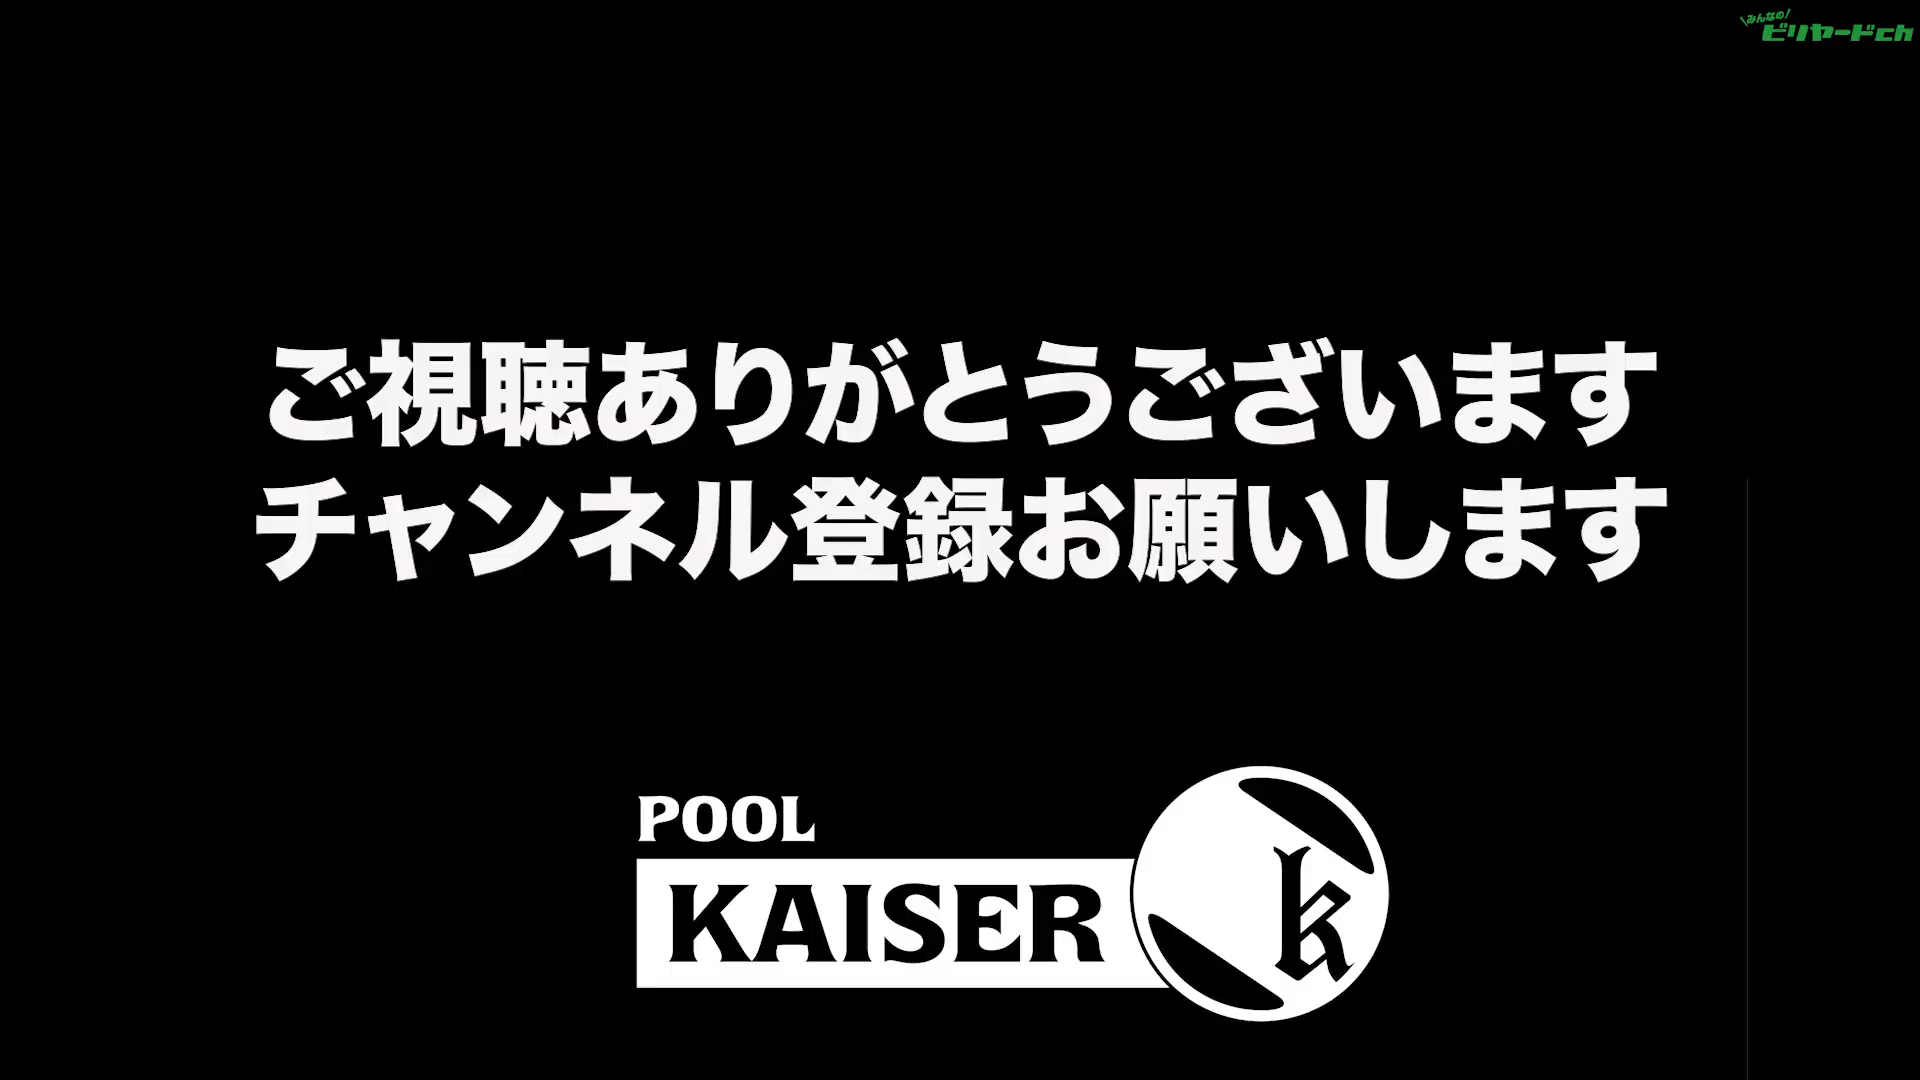 \みんなの/
ビリヤードch
ご視聴ありがとうございます
チャンネル登録お願いします
POOL
KAISER
k